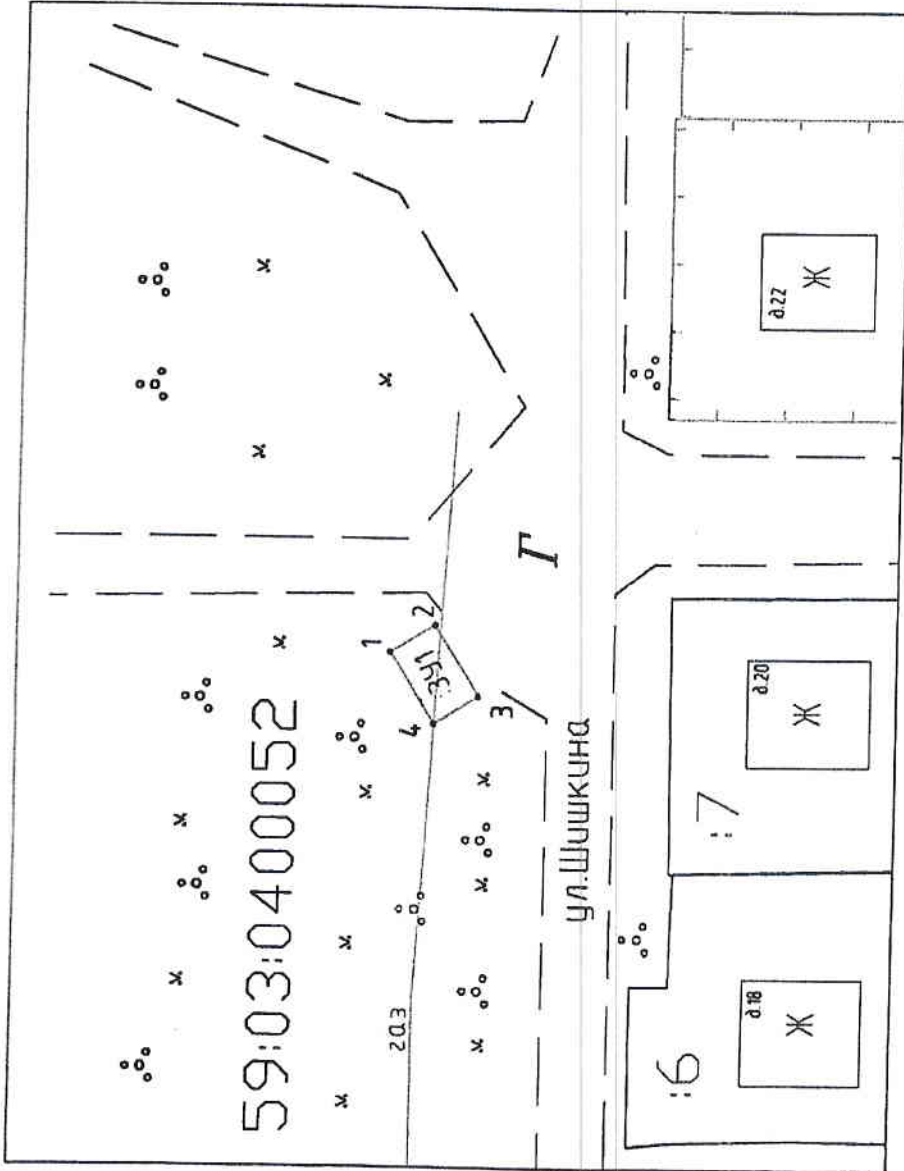 59:03:0400052
газ
1
2
3
4
:ЗУ1
Г
ул.Шишкина
:6
д.18
Ж
:7
д.20
Ж
д.22
Ж